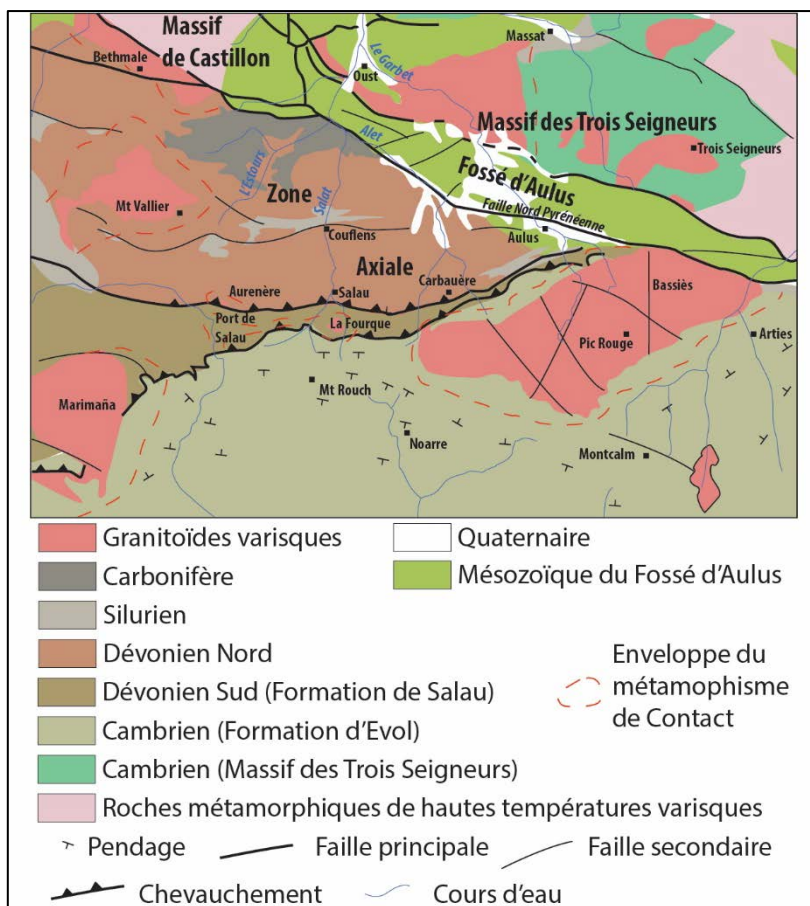 Massif
de Castillon
Bethmale
Oust
Le Garbet
Massat
Massif des Trois Seigneurs
Trois Seigneurs
Alet
L'Estours
Salat
Fossé d'Aulus
Faille Nord Pyrénéenne
Mt Vallier
Zone
Couflens
Aulus
Axiale
Aurenère
Salau
Carbauère
Bassiès
Port de
Salau
La Fourque
Pic Rouge
Arties
Marimaña
Mt Rouch
Noarre
Montcalm
Granitoïdes varisques
Quaternaire
Carbonifère
Mésozoïque du Fossé d'Aulus
Silurien
Dévonien Nord
Dévonien Sud (Formation de Salau)
Enveloppe du
métamophisme
de Contact
Cambrien (Formation d'Evol)
Cambrien (Massif des Trois Seigneurs)
Roches métamorphiques de hautes températures varisques
Pendage
Faille principale
Faille secondaire
Chevauchement
Cours d'eau